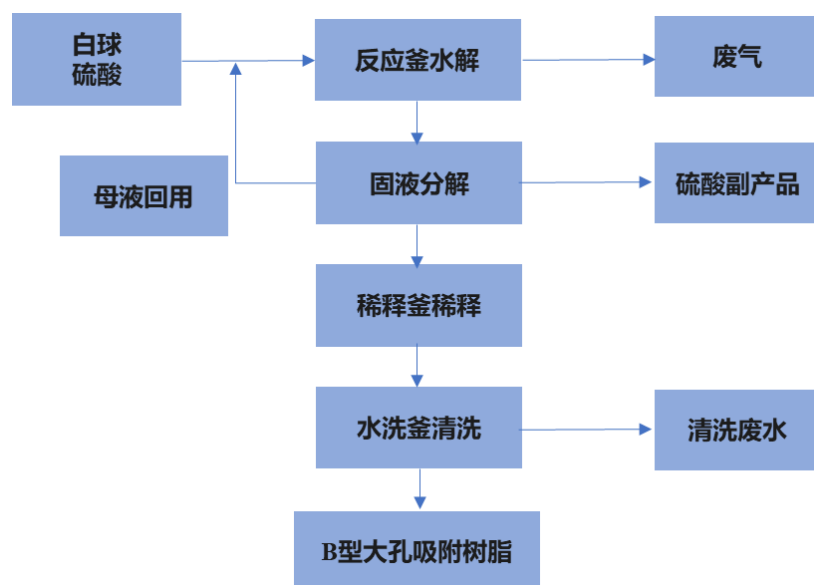 白球
硫酸
反应釜水解
废气
母液回用
固液分解
硫酸副产品
稀释釜稀释
水洗釜清洗
清洗废水
B型大孔吸附树脂